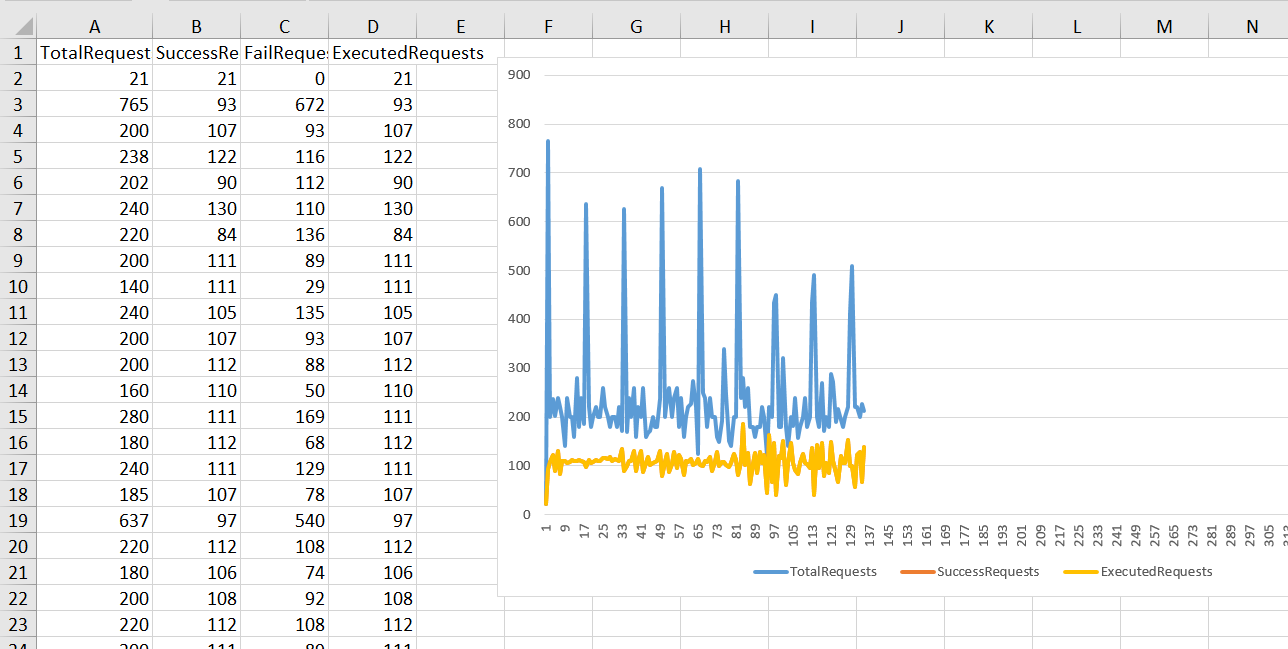 A B C D E F G H I J K L M N
1 TotalRequest SuccessRe FailReque ExecutedRequests
2 21 21 0 21
3 765 93 672 93
4 200 107 93 107
5 238 122 116 122
6 202 90 112 90
7 240 130 110 130
8 220 84 136 84
9 200 111 89 111
10 140 111 29 111
11 240 105 135 105
12 200 107 93 107
13 200 112 88 112
14 160 110 50 110
15 280 111 169 111
16 180 112 68 112
17 240 111 129 111
18 185 107 78 107
19 637 97 540 97
20 220 112 108 112
21 180 106 74 106
22 200 108 92 108
23 220 112 108 112
24 200 111 89 111
900
800
700
600
500
400
300
200
100
0
1 9 17 25 33 41 49 57 65 73 81 89 97 105 113 121 129 137 145 153 161 169 177 185 193 201 209 217 225 233 241 249 257 265 273 281 289 297 305
TotalRequests SuccessRequests ExecutedRequests